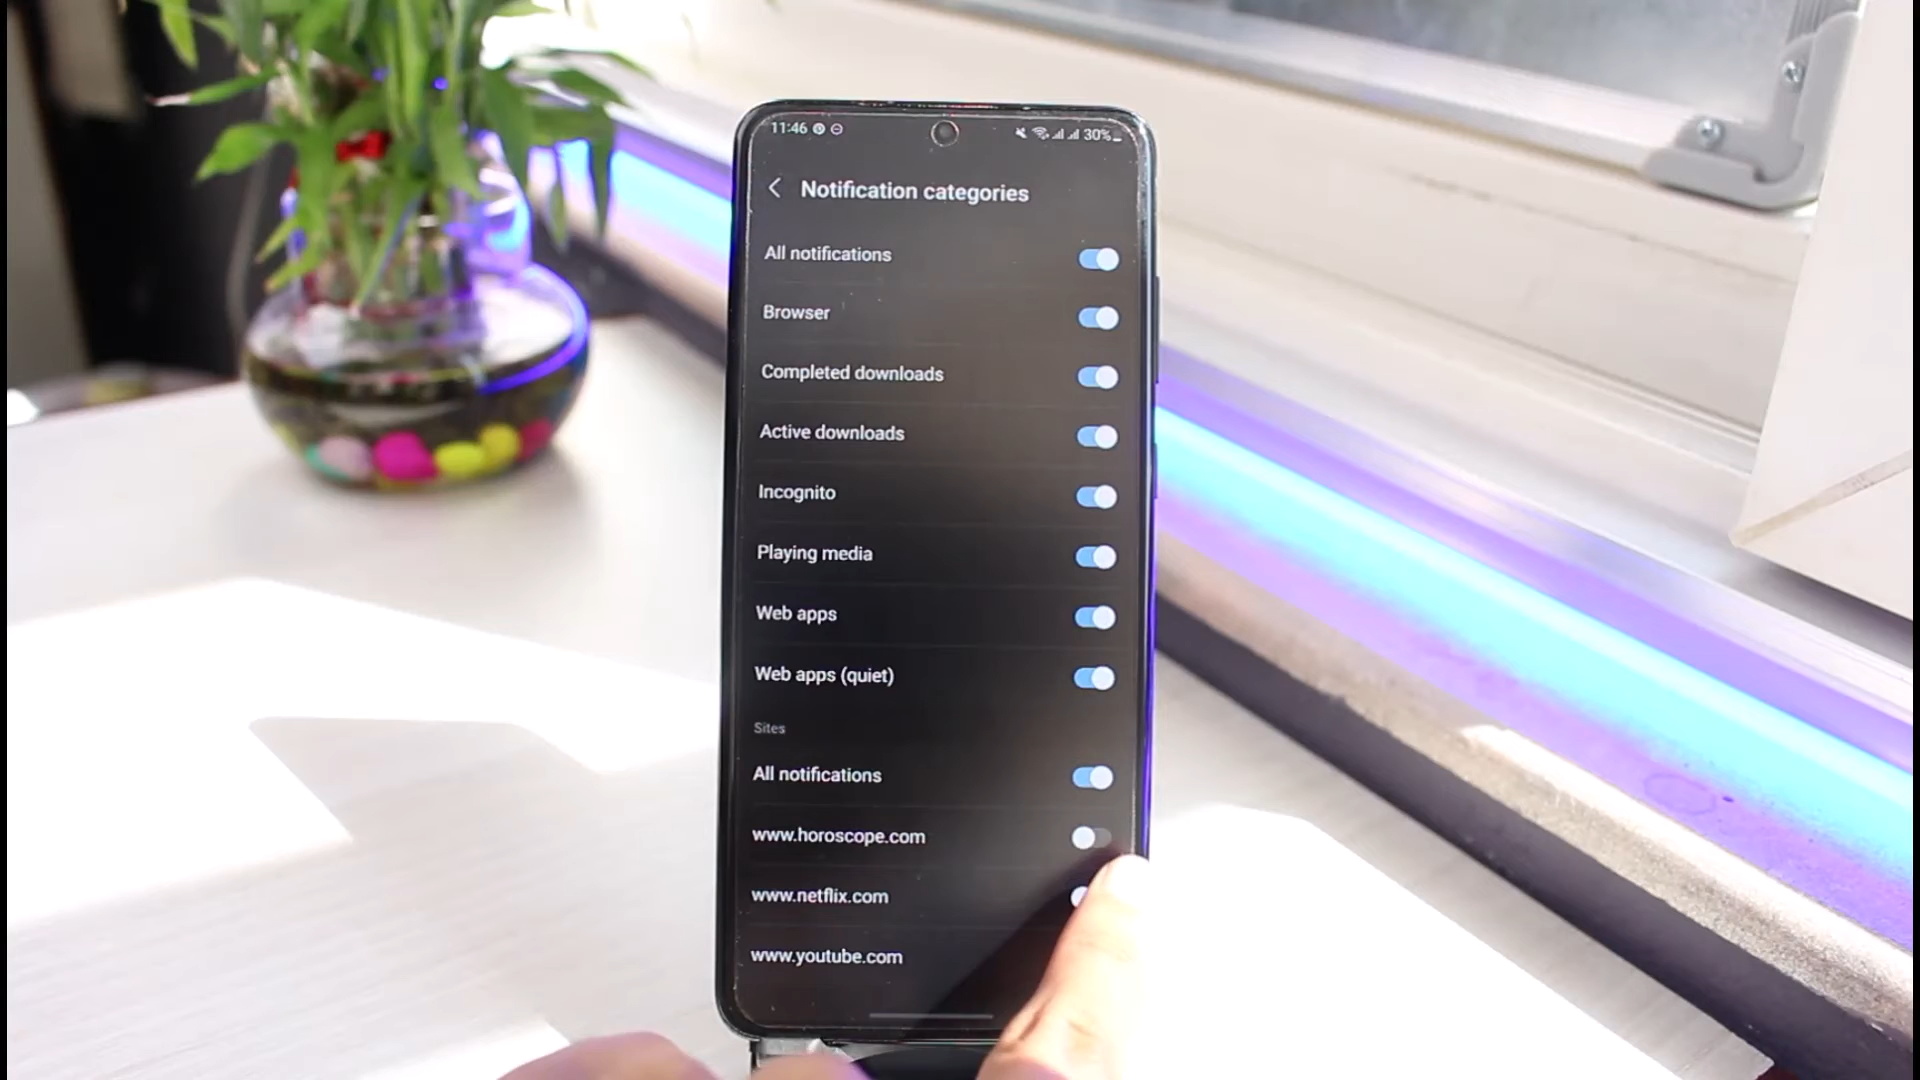 11:46
30%
Notification categories
All notifications
Browser
Completed downloads
Active downloads
Incognito
Playing media
Web apps
Web apps (quiet)
Sites
All notifications
www.horoscope.com
www.netflix.com
www.youtube.com